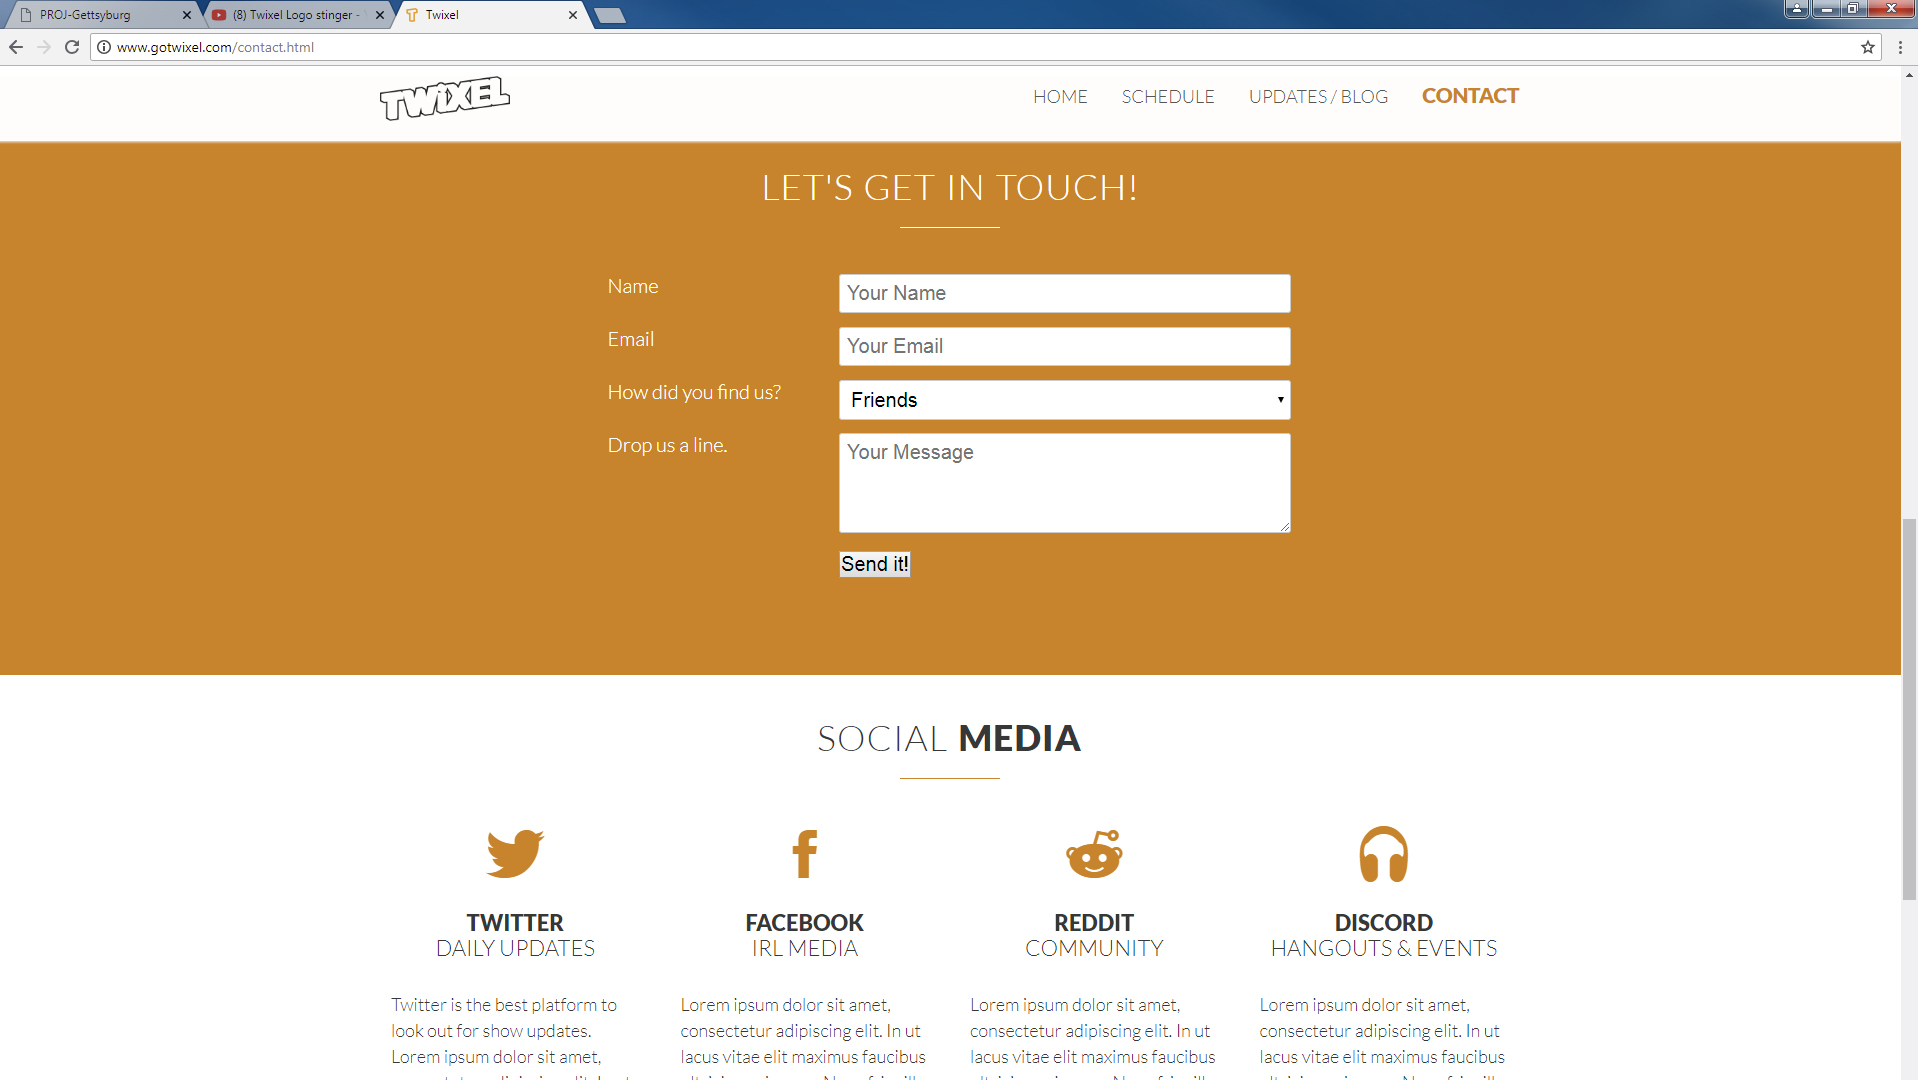 PROJ-Gettsyburg
(8) Twixel Logo stinger -
Twixel
www.gotwixel.com/contact.html
TWIXEL
HOME SCHEDULE UPDATES / BLOG CONTACT
LET'S GET IN TOUCH!
Name
Your Name
Email
Your Email
How did you find us?
Friends
Drop us a line.
Your Message
Send it!
SOCIAL MEDIA
TWITTER
DAILY UPDATES
Twitter is the best platform to
look out for show updates.
Lorem ipsum dolor sit amet,
FACEBOOK
IRL MEDIA
Lorem ipsum dolor sit amet,
consectetur adipiscing elit. In ut
lacus vitae elit maximus faucibus
REDDIT
COMMUNITY
Lorem ipsum dolor sit amet,
consectetur adipiscing elit. In ut
lacus vitae elit maximus faucibus
DISCORD
HANGOUTS & EVENTS
Lorem ipsum dolor sit amet,
consectetur adipiscing elit. In ut
lacus vitae elit maximus faucibus